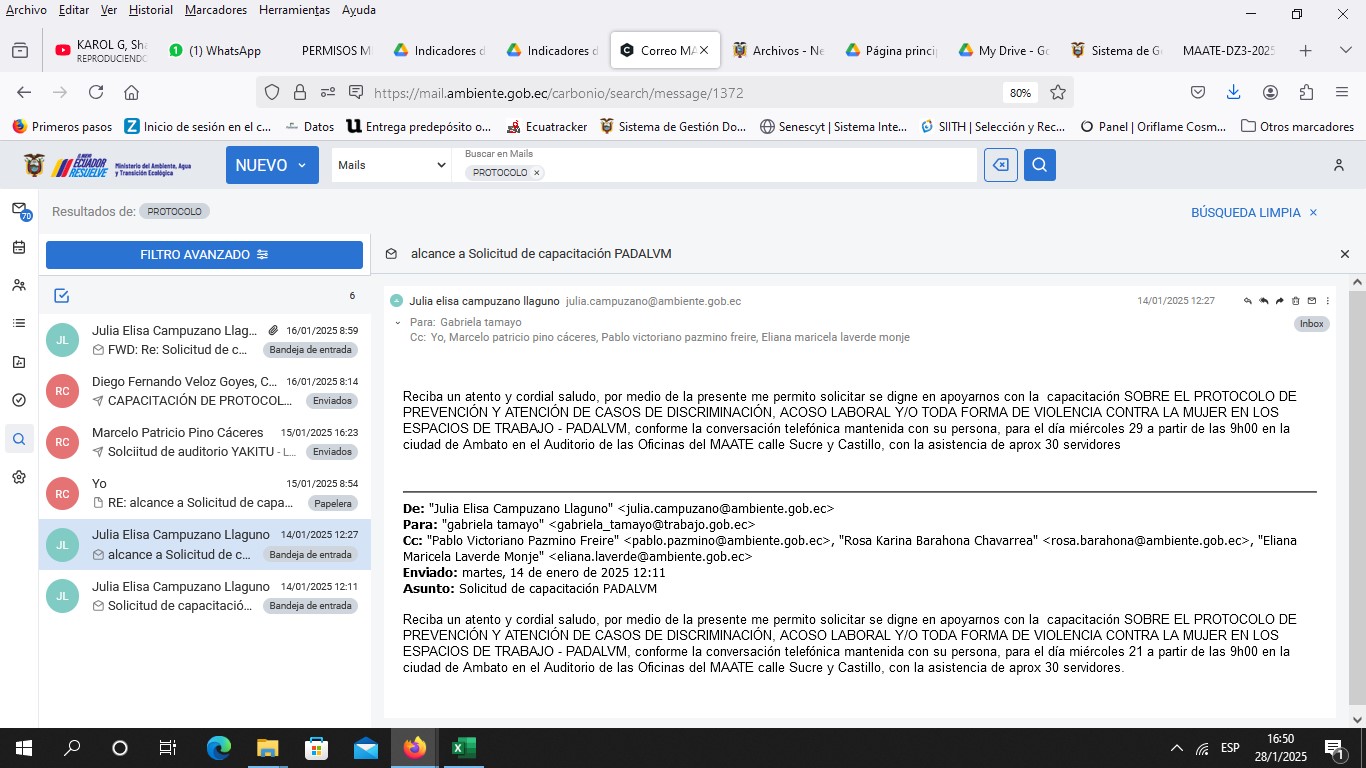 Archivo Editar Ver Historial Marcadores Herramientas Ayuda
KAROL G, Sha
REPRODUCIENDO
(1) WhatsApp
PERMISOS M
Indicadores d
Indicadores d
Correo MA
Archivos - Ne
Página princi
My Drive - Go
Sistema de G
MAATE-DZ3-2025
https://mail.ambiente.gob.ec/carbonio/search/message/1372
80%
Primeros pasos
Inicio de sesión en el c...
Datos
Entrega predepósito o...
Ecuatracker
Sistema de Gestión Do...
Senescyt | Sistema Inte...
SIITH | Selección y Rec...
Panel | Oriflame Cosm...
Otros marcadores
EL NUEVO
ECUADOR
RESUELVE
Ministerio del Ambiente, Agua
y Transición Ecológica
NUEVO
Mails
Buscar en Mails
PROTOCOLO ×
70
Resultados de: PROTOCOLO
BÚSQUEDA LIMPIA ×
FILTRO AVANZADO
6
JL
Julia Elisa Campuzano Llag... 16/01/2025 8:59
FWD: Re: Solicitud de c... Bandeja de entrada
RC
Diego Fernando Veloz Goyes, C... 16/01/2025 8:14
CAPACITACIÓN DE PROTOCOL... Enviados
RC
Marcelo Patricio Pino Cáceres 15/01/2025 16:23
Solciitud de auditorio YAKITU - L... Enviados
RC
Yo 15/01/2025 8:54
RE: alcance a Solicitud de capa... Papelera
JL
Julia Elisa Campuzano Llaguno 14/01/2025 12:27
alcance a Solicitud de c... Bandeja de entrada
JL
Julia Elisa Campuzano Llaguno 14/01/2025 12:11
Solicitud de capacitació... Bandeja de entrada
alcance a Solicitud de capacitación PADALVM
Julia elisa campuzano llaguno julia.campuzano@ambiente.gob.ec 14/01/2025 12:27
Para: Gabriela tamayo
Inbox
Cc: Yo, Marcelo patricio pino cáceres, Pablo victoriano pazmino freire, Eliana maricela laverde monje
Reciba un atento y cordial saludo, por medio de la presente me permito solicitar se digne en apoyarnos con la capacitación SOBRE EL PROTOCOLO DE
PREVENCIÓN Y ATENCIÓN DE CASOS DE DISCRIMINACIÓN, ACOSO LABORAL Y/O TODA FORMA DE VIOLENCIA CONTRA LA MUJER EN LOS
ESPACIOS DE TRABAJO - PADALVM, conforme la conversación telefónica mantenida con su persona, para el día miércoles 29 a partir de las 9h00 en la
ciudad de Ambato en el Auditorio de las Oficinas del MAATE calle Sucre y Castillo, con la asistencia de aprox 30 servidores
De: "Julia Elisa Campuzano Llaguno" <julia.campuzano@ambiente.gob.ec>
Para: "gabriela tamayo" <gabriela_tamayo@trabajo.gob.ec>
Cc: "Pablo Victoriano Pazmino Freire" <pablo.pazmino@ambiente.gob.ec>, "Rosa Karina Barahona Chavarrea" <rosa.barahona@ambiente.gob.ec>, "Eliana
Maricela Laverde Monje" <eliana.laverde@ambiente.gob.ec>
Enviado: martes, 14 de enero de 2025 12:11
Asunto: Solicitud de capacitación PADALVM
Reciba un atento y cordial saludo, por medio de la presente me permito solicitar se digne en apoyarnos con la capacitación SOBRE EL PROTOCOLO DE
PREVENCIÓN Y ATENCIÓN DE CASOS DE DISCRIMINACIÓN, ACOSO LABORAL Y/O TODA FORMA DE VIOLENCIA CONTRA LA MUJER EN LOS
ESPACIOS DE TRABAJO - PADALVM, conforme la conversación telefónica mantenida con su persona, para el día miércoles 21 a partir de las 9h00 en la
ciudad de Ambato en el Auditorio de las Oficinas del MAATE calle Sucre y Castillo, con la asistencia de aprox 30 servidores.
ESP
16:50
28/1/2025
1